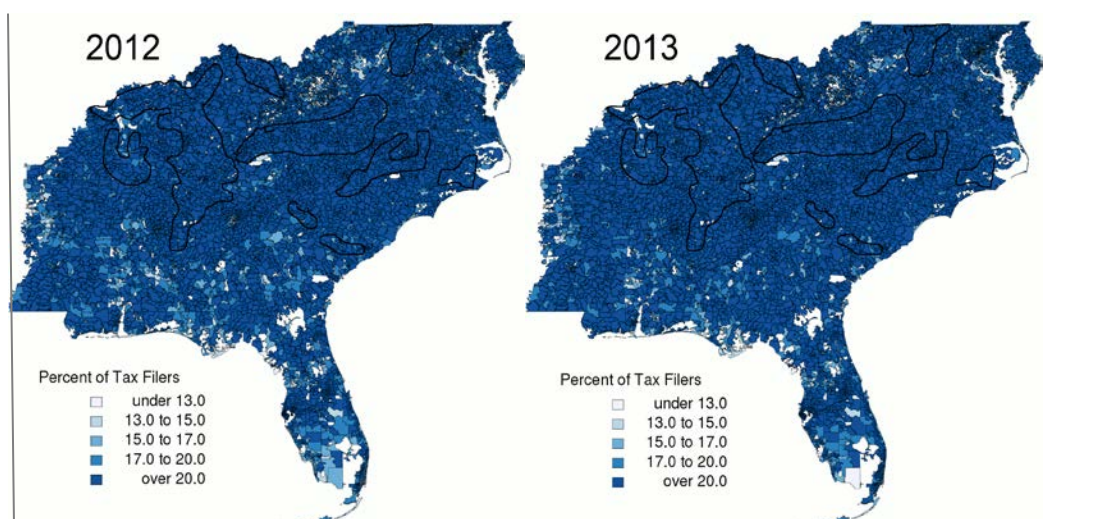 2012
Percent of Tax Filers
under 13.0
13.0 to 15.0
15.0 to 17.0
17.0 to 20.0
over 20.0
2013
Percent of Tax Filers
under 13.0
13.0 to 15.0
15.0 to 17.0
17.0 to 20.0
over 20.0